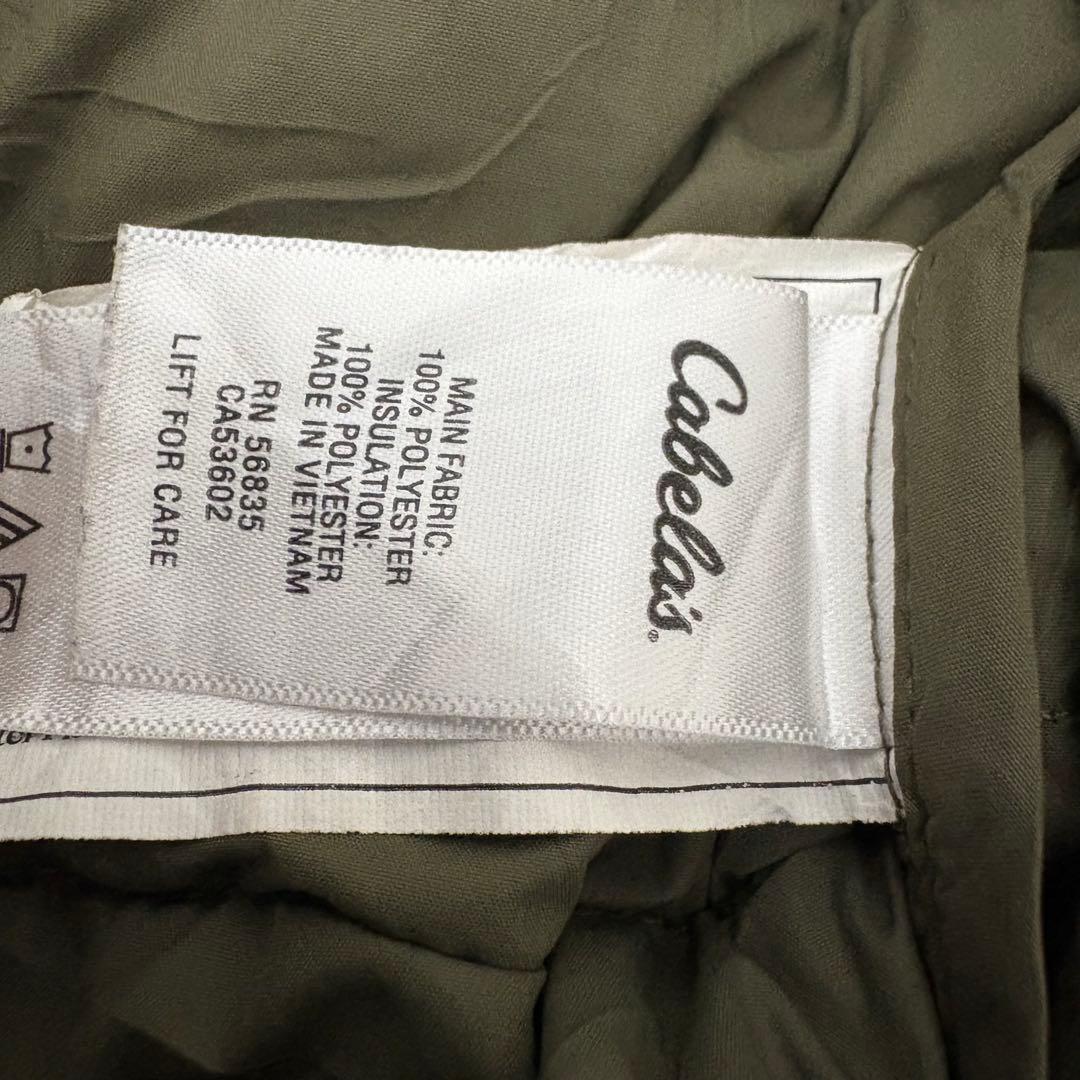 Cabela's®
MAIN FABRIC:
100% POLYESTER
INSULATION:
100% POLYESTER
MADE IN VIETNAM
RN 56835
CA53602
LIFT FOR CARE